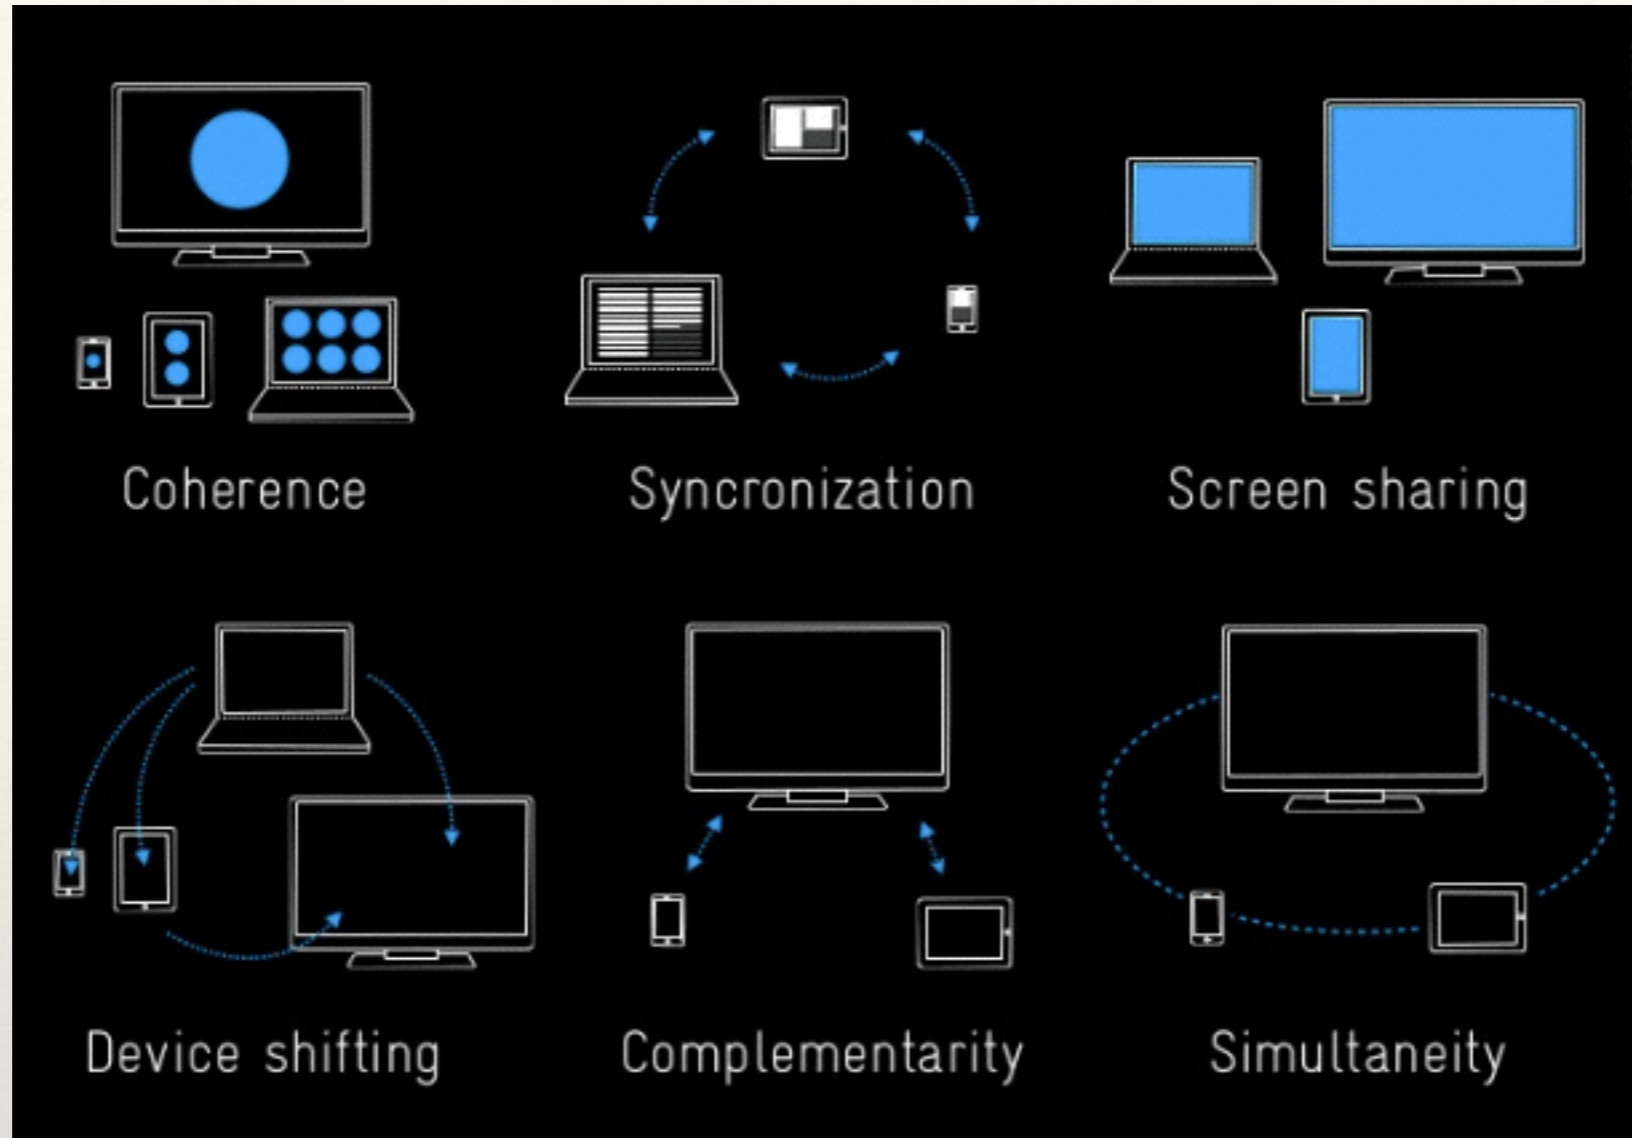 Coherence
Syncronization
Screen sharing
Device shifting
Complementarity
Simultaneity